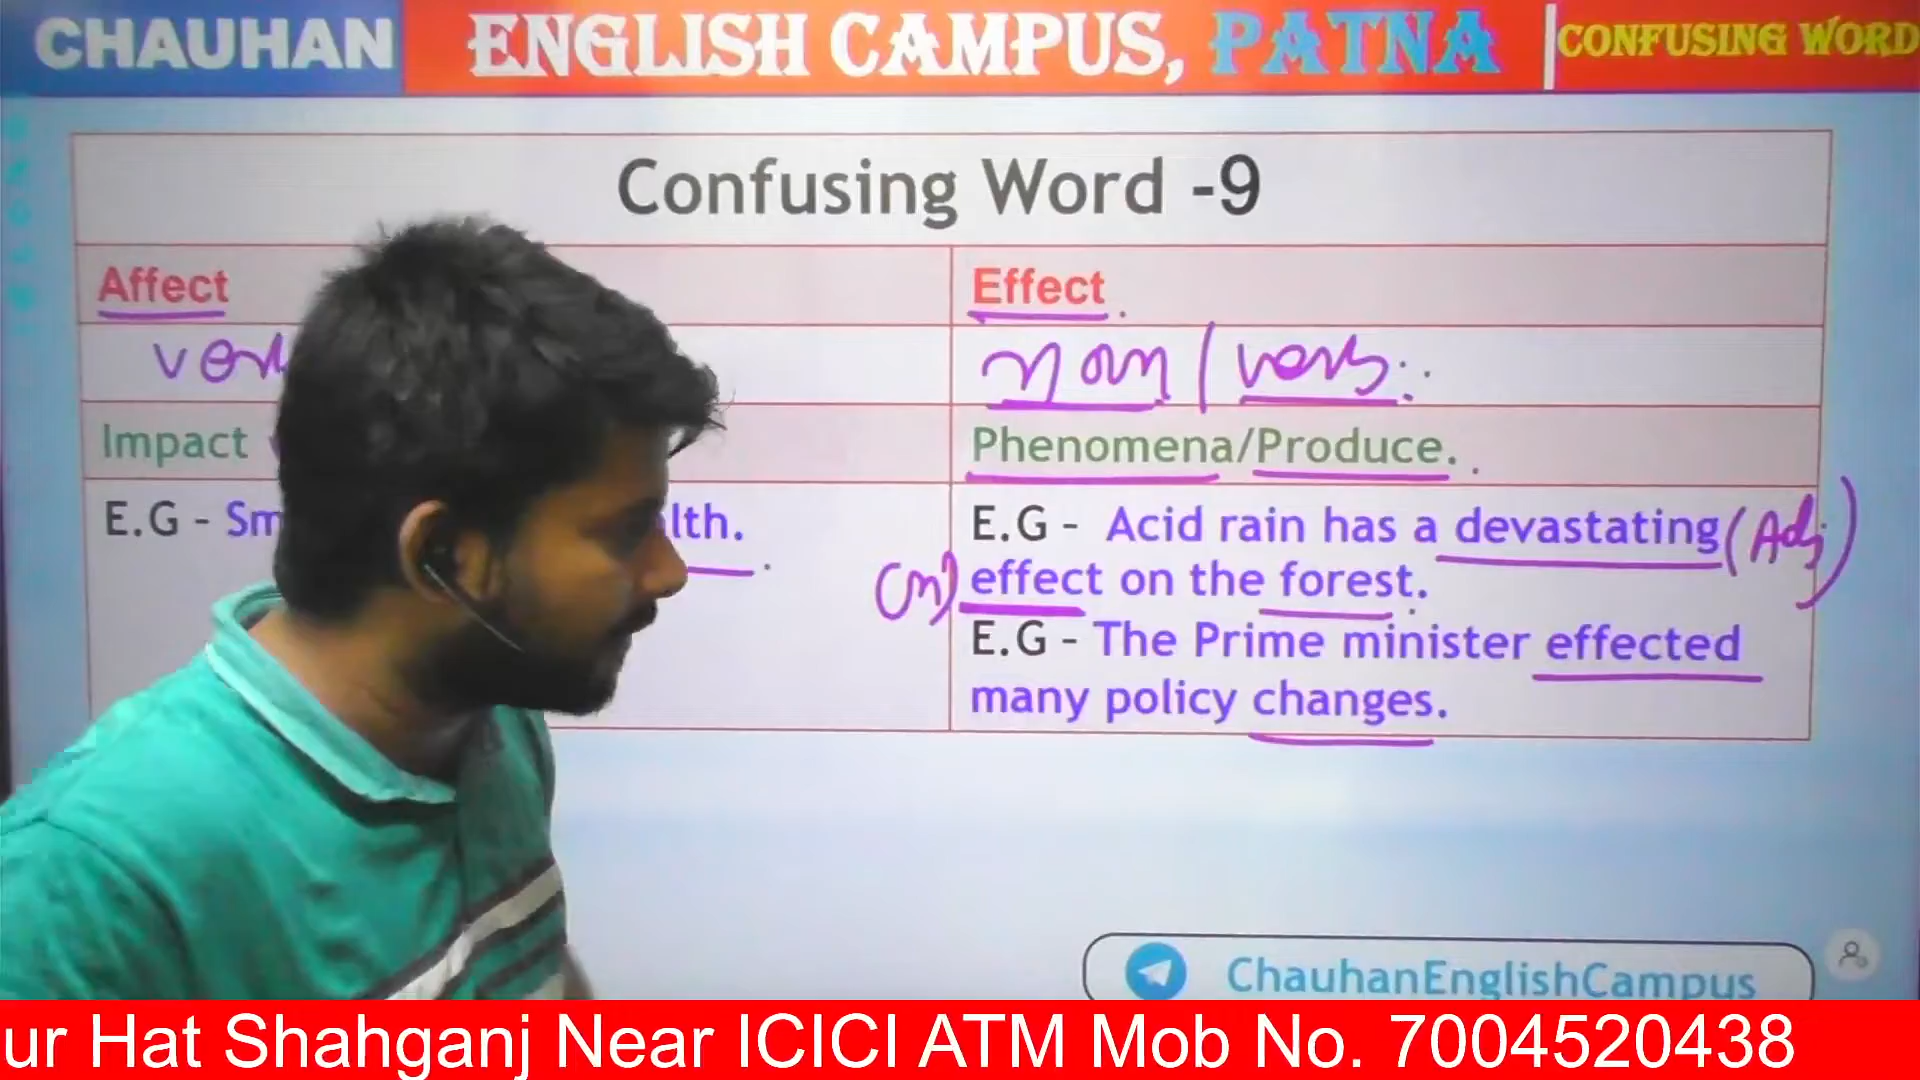 CHAUHAN ENGLISH CAMPUS, PATNA CONFUSING WORD
Confusing Word -9
Affect
Effect
verb
noun / verb
Impact
Phenomena/Produce.
E.G - Sm lth.
E.G - Acid rain has a devastating (Adj)
(n) effect on the forest.
E.G - The Prime minister effected
many policy changes.
ChauhanEnglishCampus
ur Hat Shahganj Near ICICI ATM Mob No. 7004520438